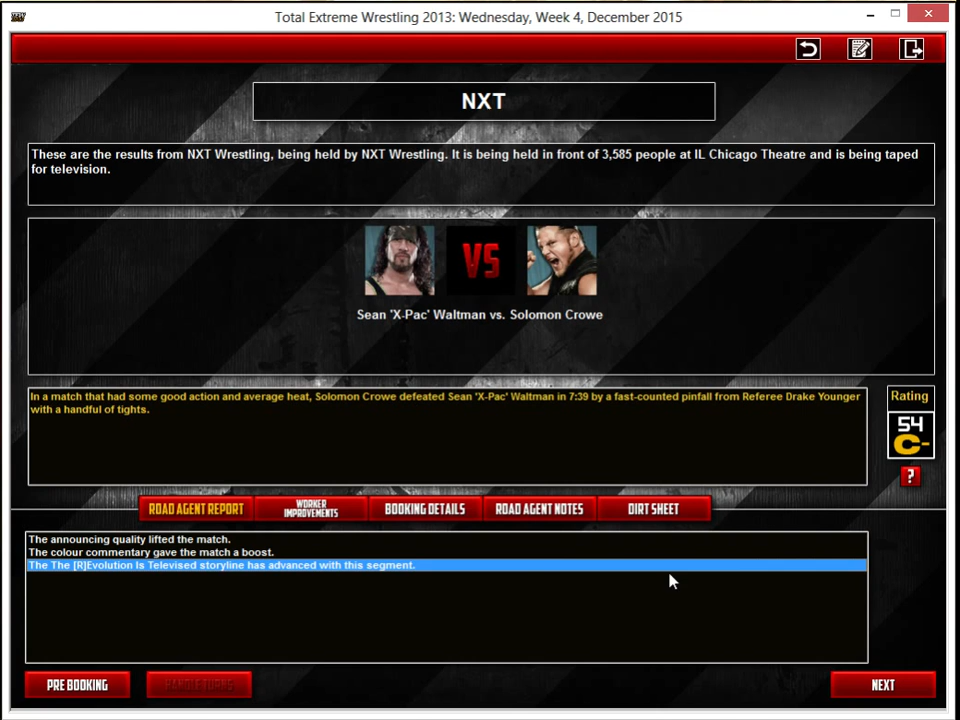 Total Extreme Wrestling 2013: Wednesday, Week 4, December 2015
NXT
These are the results from NXT Wrestling, being held by NXT Wrestling. It is being held in front of 3,585 people at IL Chicago Theatre and is being taped
for television.
VS
Sean 'X-Pac' Waltman vs. Solomon Crowe
In a match that had some good action and average heat, Solomon Crowe defeated Sean 'X-Pac' Waltman in 7:39 by a fast-counted pinfall from Referee Drake Younger
with a handful of tights.
Rating
54
C-
?
ROAD AGENT REPORT
WORKER
IMPROVEMENTS
BOOKING DETAILS
ROAD AGENT NOTES
DIRT SHEET
The announcing quality lifted the match.
The colour commentary gave the match a boost.
The The [R]Evolution Is Televised storyline has advanced with this segment.
PRE BOOKING
HANDLE TURNS
NEXT